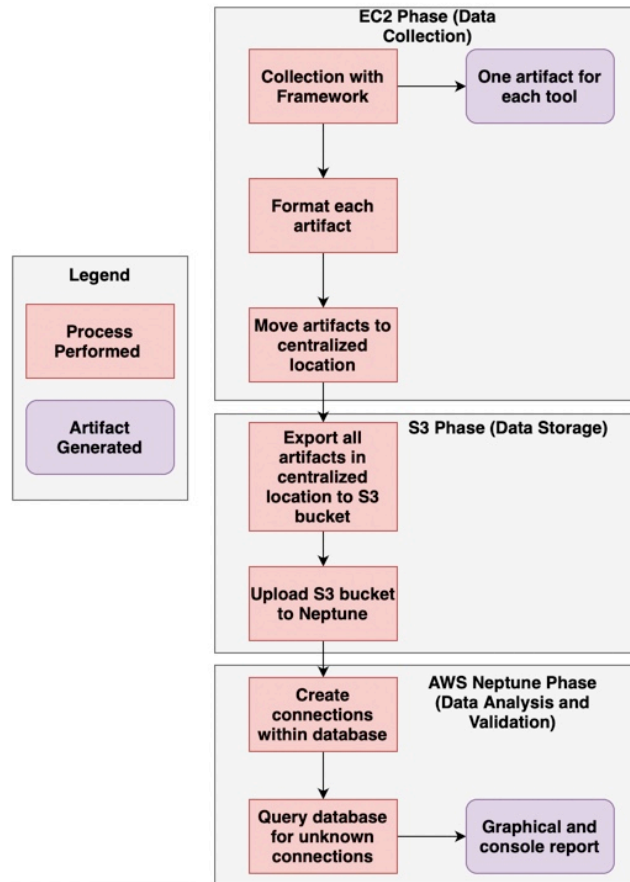 EC2 Phase (Data
Collection)
Collection with
Framework
One artifact for
each tool
Format each
artifact
Move artifacts to
centralized
location
Legend
Process
Performed
Artifact
Generated
S3 Phase (Data Storage)
Export all
artifacts in
centralized
location to S3
bucket
Upload S3 bucket
to Neptune
AWS Neptune Phase
(Data Analysis and
Validation)
Create
connections
within database
Query database
for unknown
connections
Graphical and
console report